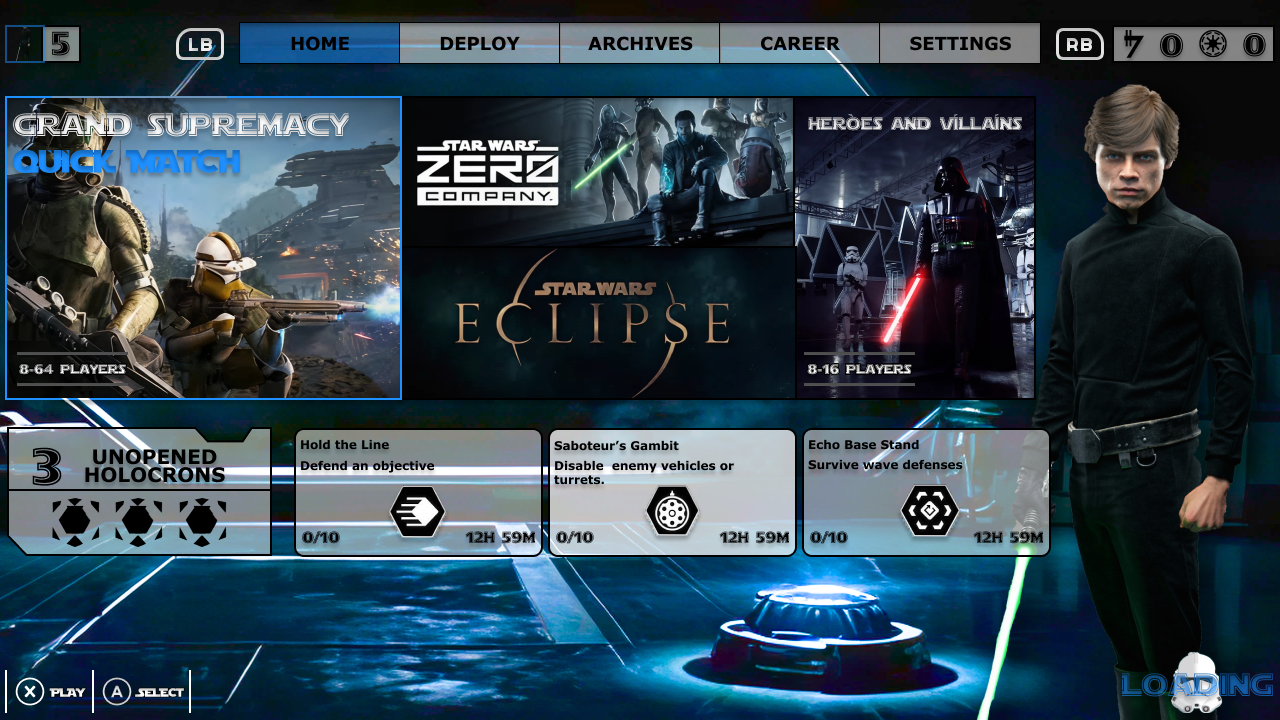 5
LB
HOME
DEPLOY
ARCHIVES
CAREER
SETTINGS
RB
7 0 0
GRAND SUPREMACY
QUICK MATCH
8-64 PLAYERS
STAR WARS
ZERO
COMPANY.
STAR WARS
ECLIPSE
HERÒES AND VÍLLAÍNS
8-16 PLAYERS
3
UNOPENED
HOLOCRONS
Hold the Line
Defend an objective
0/10
12H 59M
Saboteur’s Gambit
Disable enemy vehicles or
turrets.
0/10
12H 59M
Echo Base Stand
Survive wave defenses
0/10
12H 59M
X PLAY
A SELECT
LOADING